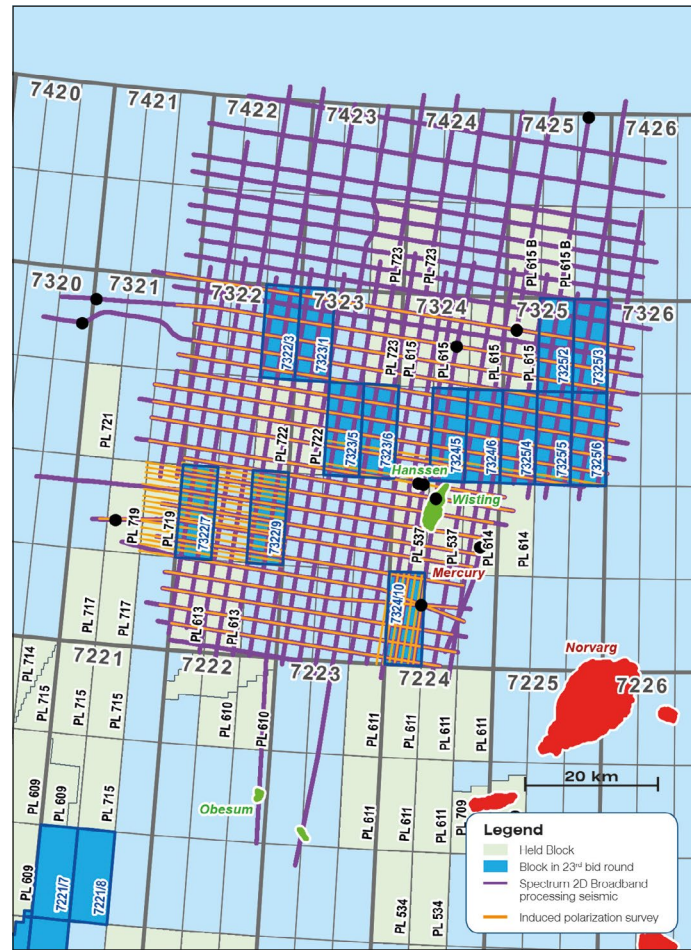 7420
7421
7422
7423
7424
7425
7426
PL 723
PL 723
PL 615 B
PL 615 B
7320
7321
7322
7323
7324
7325
7326
7322/3
7323/1
PL 723
PL 615
PL 615
PL 615
PL 615
7325/2
7325/3
PL 721
PL 722
PL 722
7323/5
7323/6
7324/5
7324/6
7325/4
7325/5
7325/6
Hanssen
Wisting
PL 719
PL 719
7322/7
7322/9
PL 537
PL 537
PL 614
PL 614
Mercury
PL 717
PL 717
PL 613
PL 613
7324/10
7221
7222
7223
7224
7225
7226
Norvarg
PL 714
PL 715
PL 715
PL 715
PL 610
PL 610
PL 611
PL 611
PL 611
PL 611
20 km
PL 609
PL 609
PL 715
Obesum
PL 611
PL 611
PL 611
PL 709
PL 609
7221/7
7221/8
PL 534
PL 534
Legend
Held Block
Block in 23rd bid round
Spectrum 2D Broadband
processing seismic
Induced polarization survey